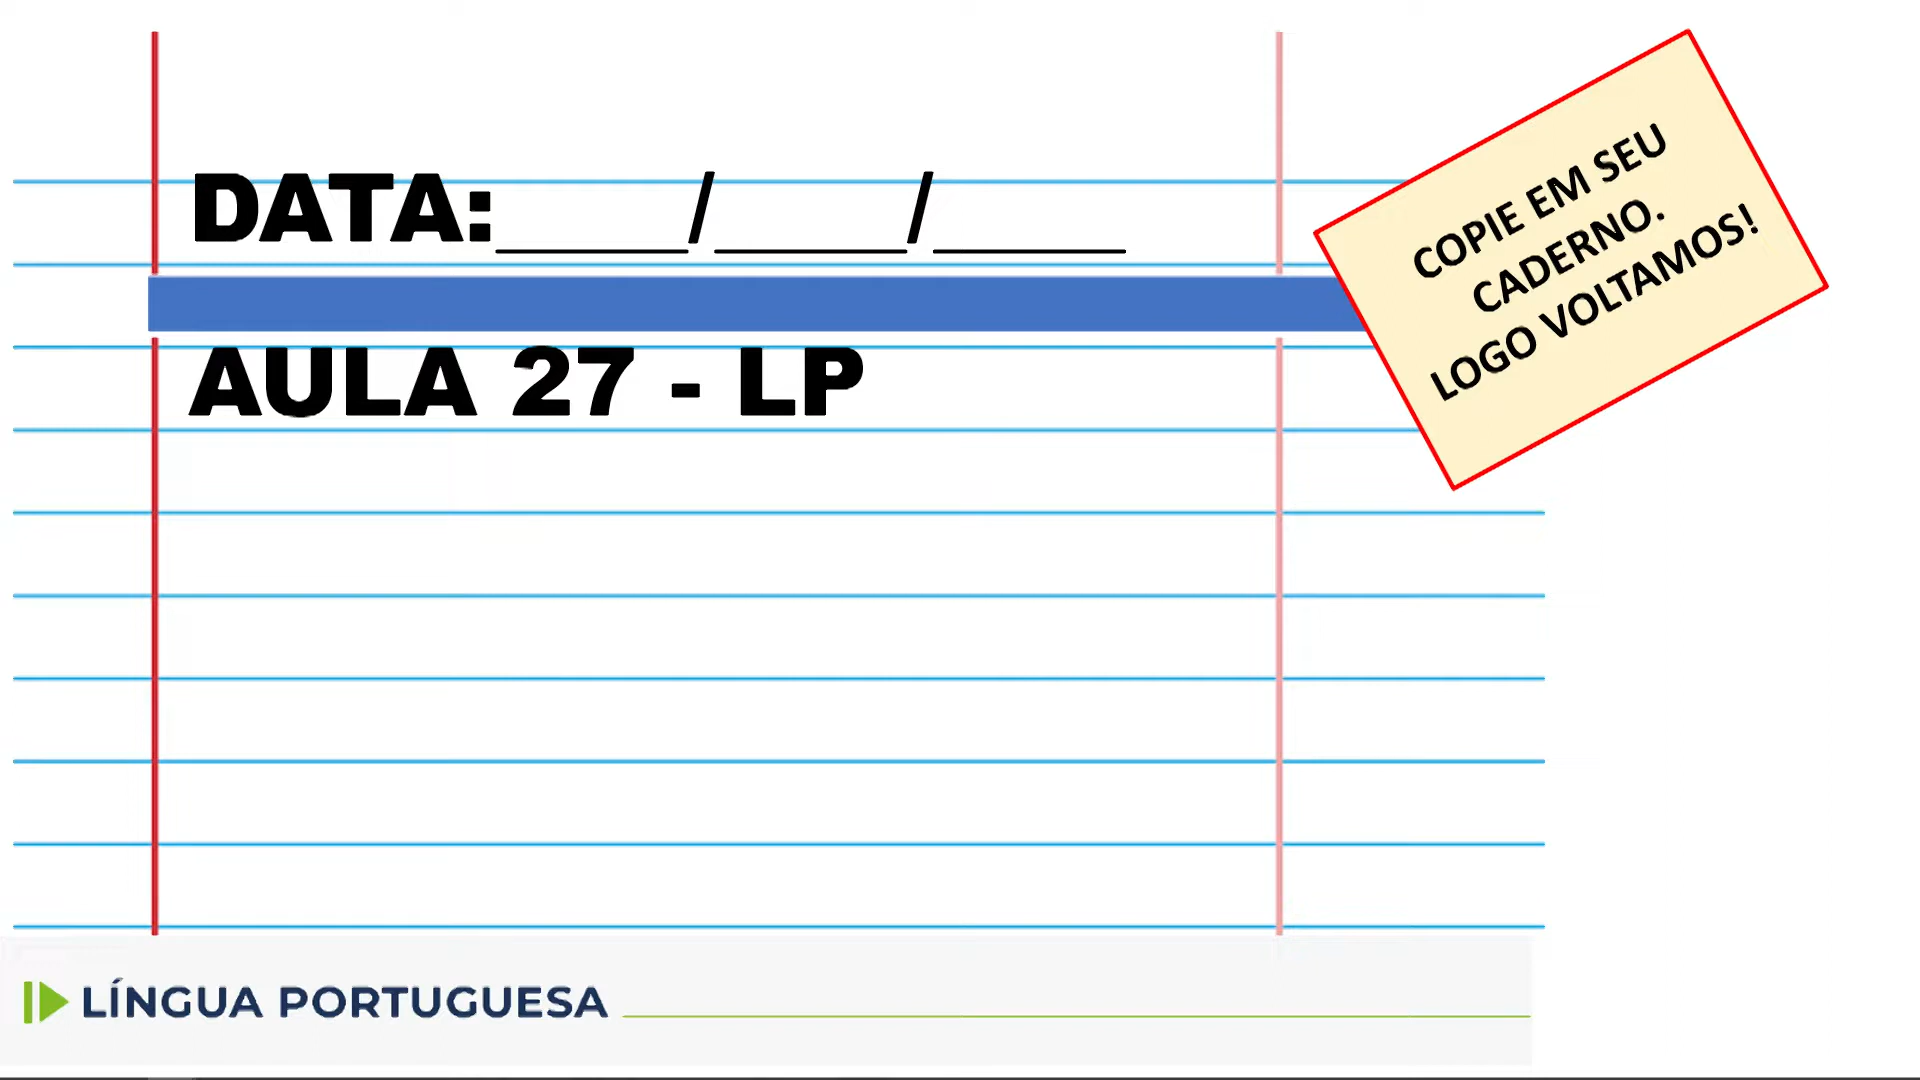 DATA:____/____/____
AULA 27 - LP
COPIE EM SEU
CADERNO.
LOGO VOLTAMOS!
LÍNGUA PORTUGUESA